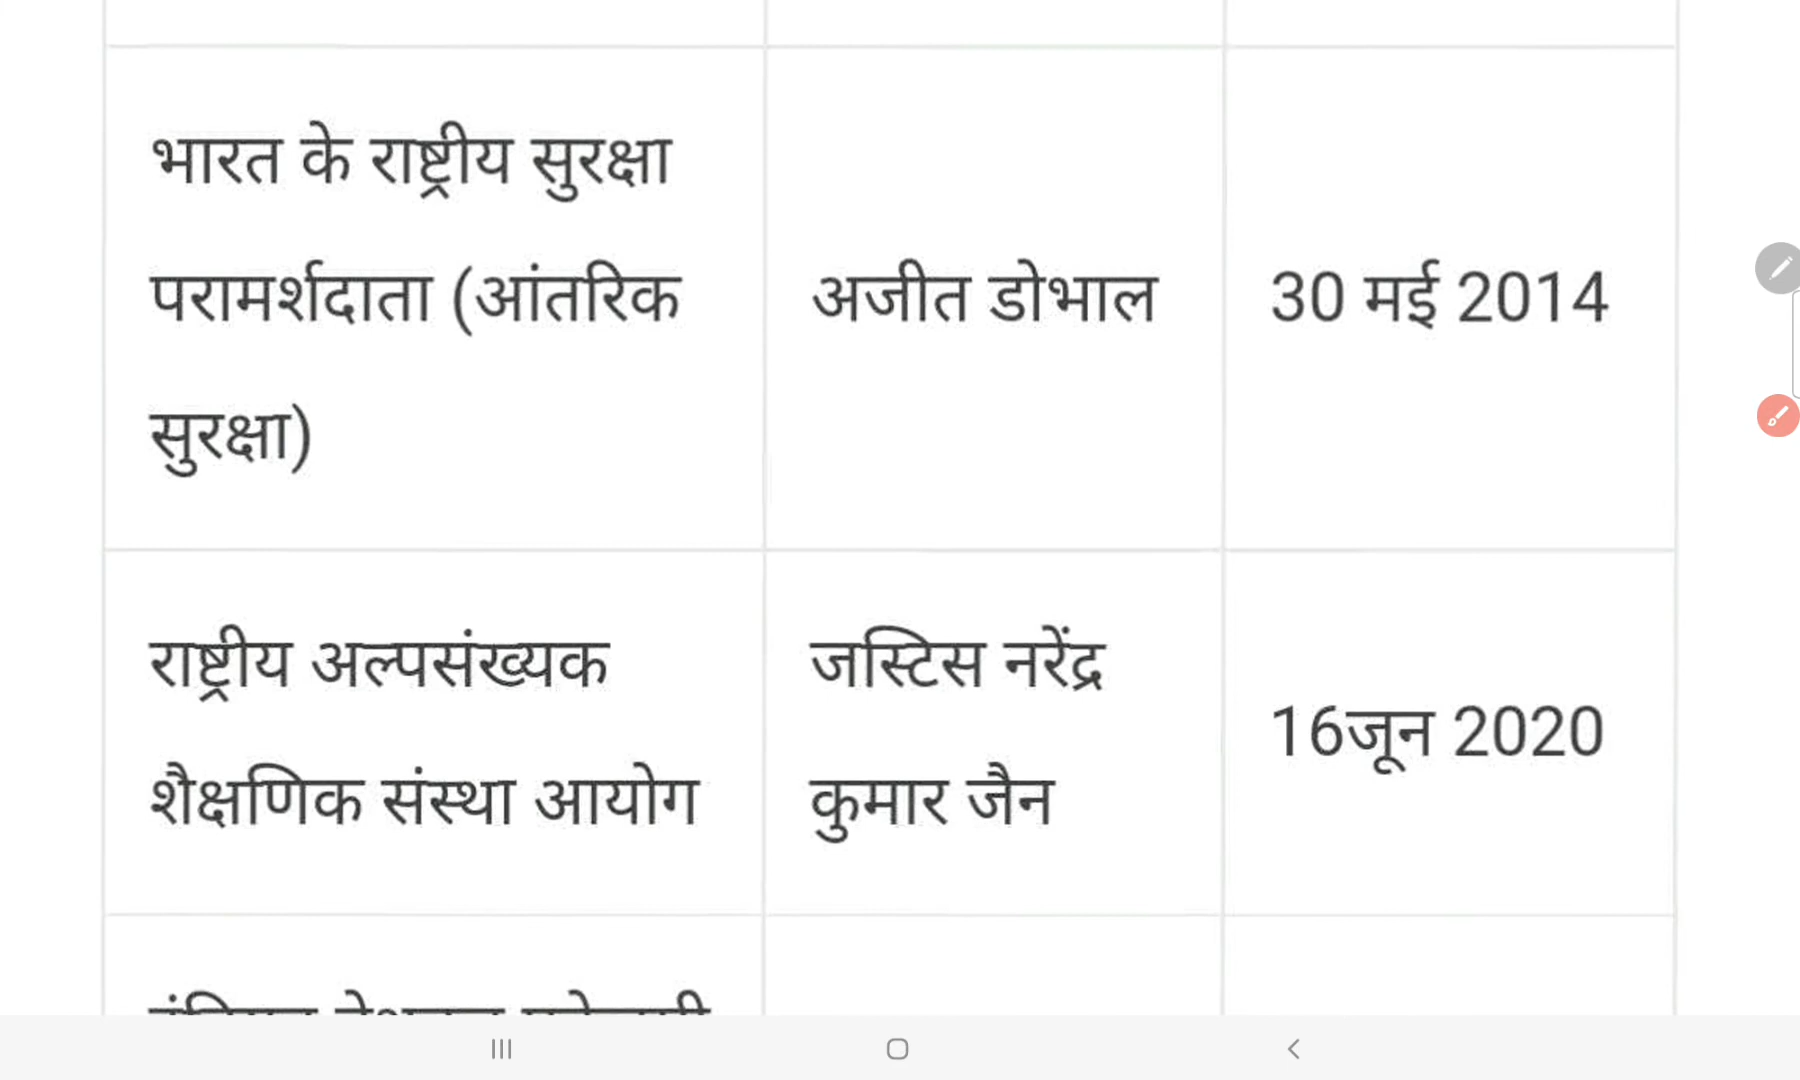 भारत के राष्ट्रीय सुरक्षा
परामर्शदाता (आंतरिक
सुरक्षा)
अजीत डोभाल
30 मई 2014
राष्ट्रीय अल्पसंख्यक
शैक्षणिक संस्था आयोग
जस्टिस नरेंद्र
कुमार जैन
16जून 2020